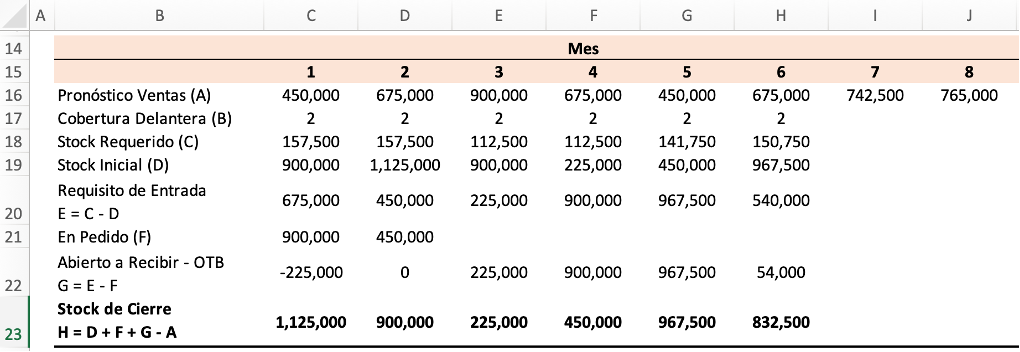 A B C D E F G H I J
14 Mes
15 1 2 3 4 5 6 7 8
16 Pronóstico Ventas (A) 450,000 675,000 900,000 675,000 450,000 675,000 742,500 765,000
17 Cobertura Delantera (B) 2 2 2 2 2 2
18 Stock Requerido (C) 157,500 157,500 112,500 112,500 141,750 150,750
19 Stock Inicial (D) 900,000 1,125,000 900,000 225,000 450,000 967,500
Requisito de Entrada
20 E = C - D 675,000 450,000 225,000 900,000 967,500 540,000
21 En Pedido (F) 900,000 450,000
Abierto a Recibir - OTB
22 G = E - F -225,000 0 225,000 900,000 967,500 54,000
Stock de Cierre
23 H = D + F + G - A 1,125,000 900,000 225,000 450,000 967,500 832,500